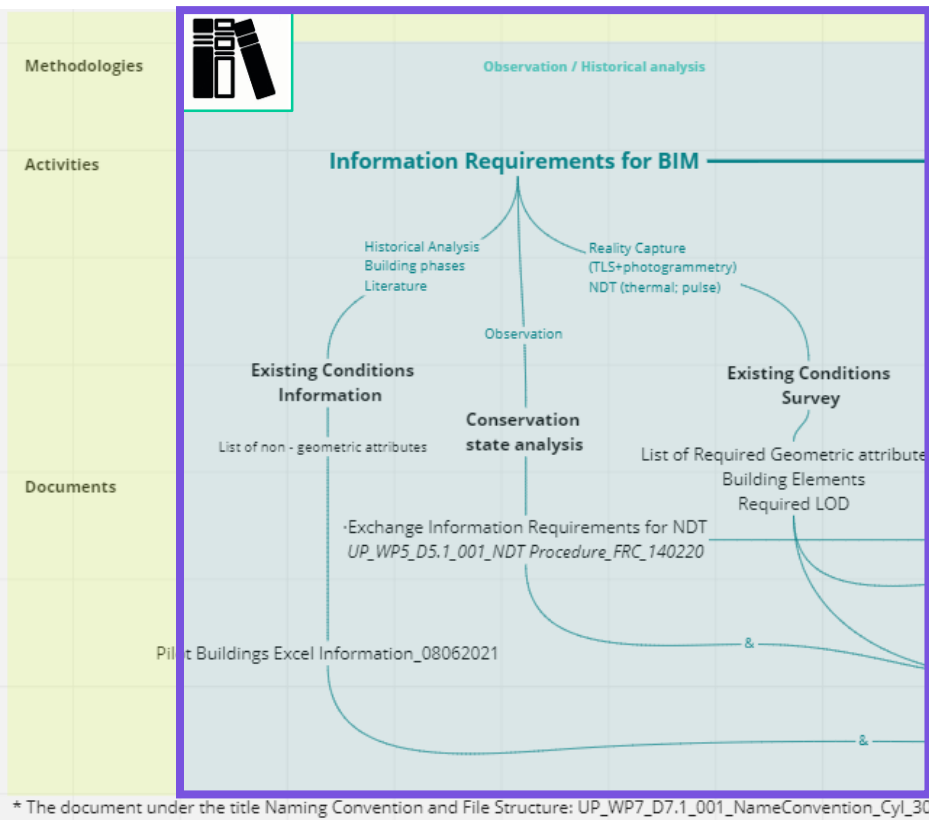 Methodologies
Observation / Historical analysis
Activities
Information Requirements for BIM
Historical Analysis
Building phases
Literature
Reality Capture
(TLS+photogrammetry)
NDT (thermal; pulse)
Observation
Existing Conditions
Information
Existing Conditions
Survey
Conservation
state analysis
List of non - geometric attributes
List of Required Geometric attribute
Building Elements
Required LOD
Documents
·Exchange Information Requirements for NDT
UP_WP5_D5.1_001_NDT Procedure_FRC_140220
&
Pilot Buildings Excel Information_08062021
&
* The document under the title Naming Convention and File Structure: UP_WP7_D7.1_001_NameConvention_Cyl_30